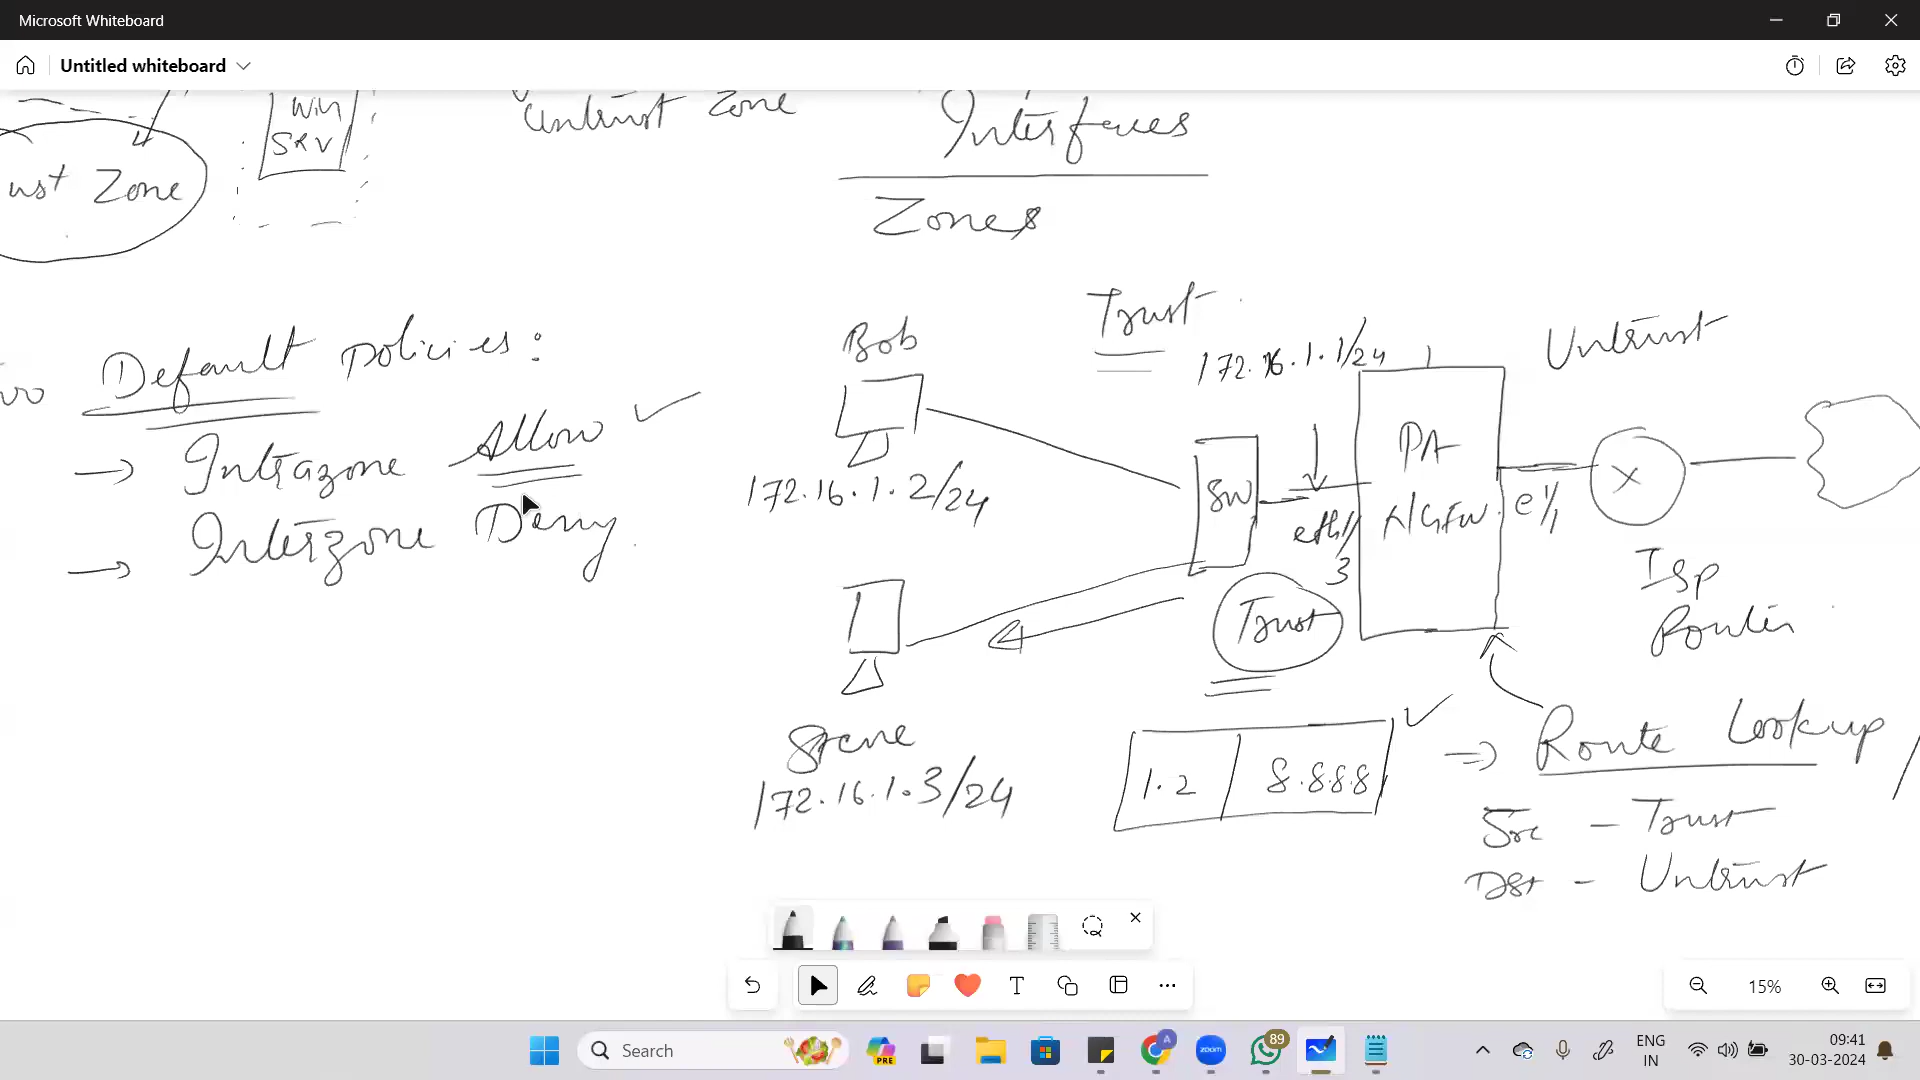 Microsoft Whiteboard
Untitled whiteboard
Win
SRV
ust Zone
Untrust Zone
Interfaces
Zones
Default policies:
→ Intrazone Allow ✓
→ Interzone Deny
Bob
172.16.1.2/24
Steve
172.16.1.3/24
Trust
172.16.1.1/24
SW
eth1/
3
Trust
PA
NGFW
Untrust
e1/1
X
ISP
Router
1.2 8.8.8.8 ✓
⇒ Route Lookup
Src - Trust
Dst - Untrust
15%
Search
PRE
A
zoom
89
ENG
IN
09:41
30-03-2024